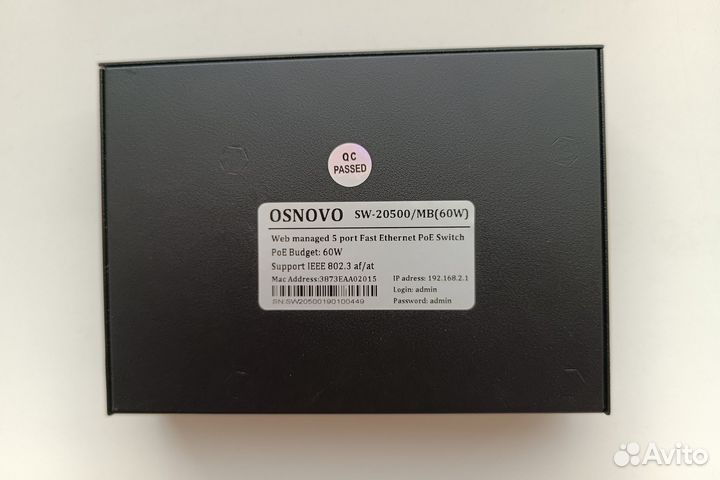 QC
PASSED
OSNOVO SW-20500/MB(60W)
Web managed 5 port Fast Ethernet PoE Switch
PoE Budget: 60W
Support IEEE 802.3 af/at
Mac Address:3873EAA02015
IP adress: 192.168.2.1
Login: admin
SN:SW20500190100449
Password: admin
Avito